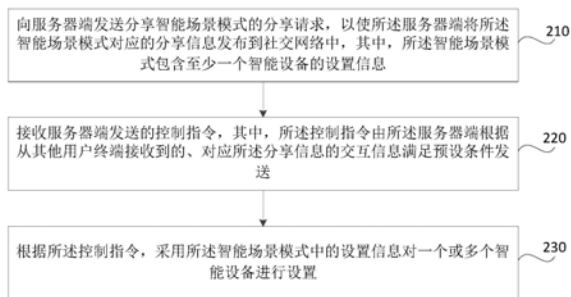 向服务器端发送分享智能场景模式的分享请求，以使所述服务器端将所述
智能场景模式对应的分享信息发布到社交网络中，其中，所述智能场景模
式包含至少一个智能设备的设置信息
210
接收服务器端发送的控制指令，其中，所述控制指令由所述服务器端根据
从其他用户终端接收到的、对应所述分享信息的交互信息满足预设条件发
送
220
根据所述控制指令，采用所述智能场景模式中的设置信息对一个或多个智
能设备进行设置
230